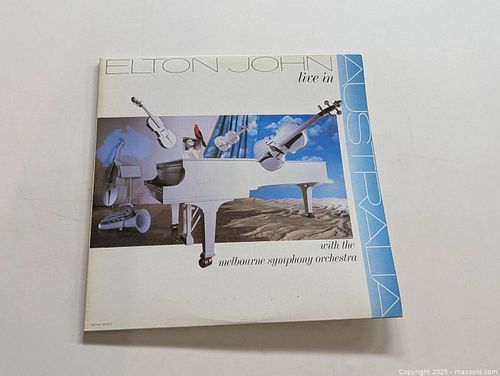 ELTON JOHN
live in
AUSTRALIA
with the
melbourne symphony orchestra
Copyright 2025 - maxsold.com